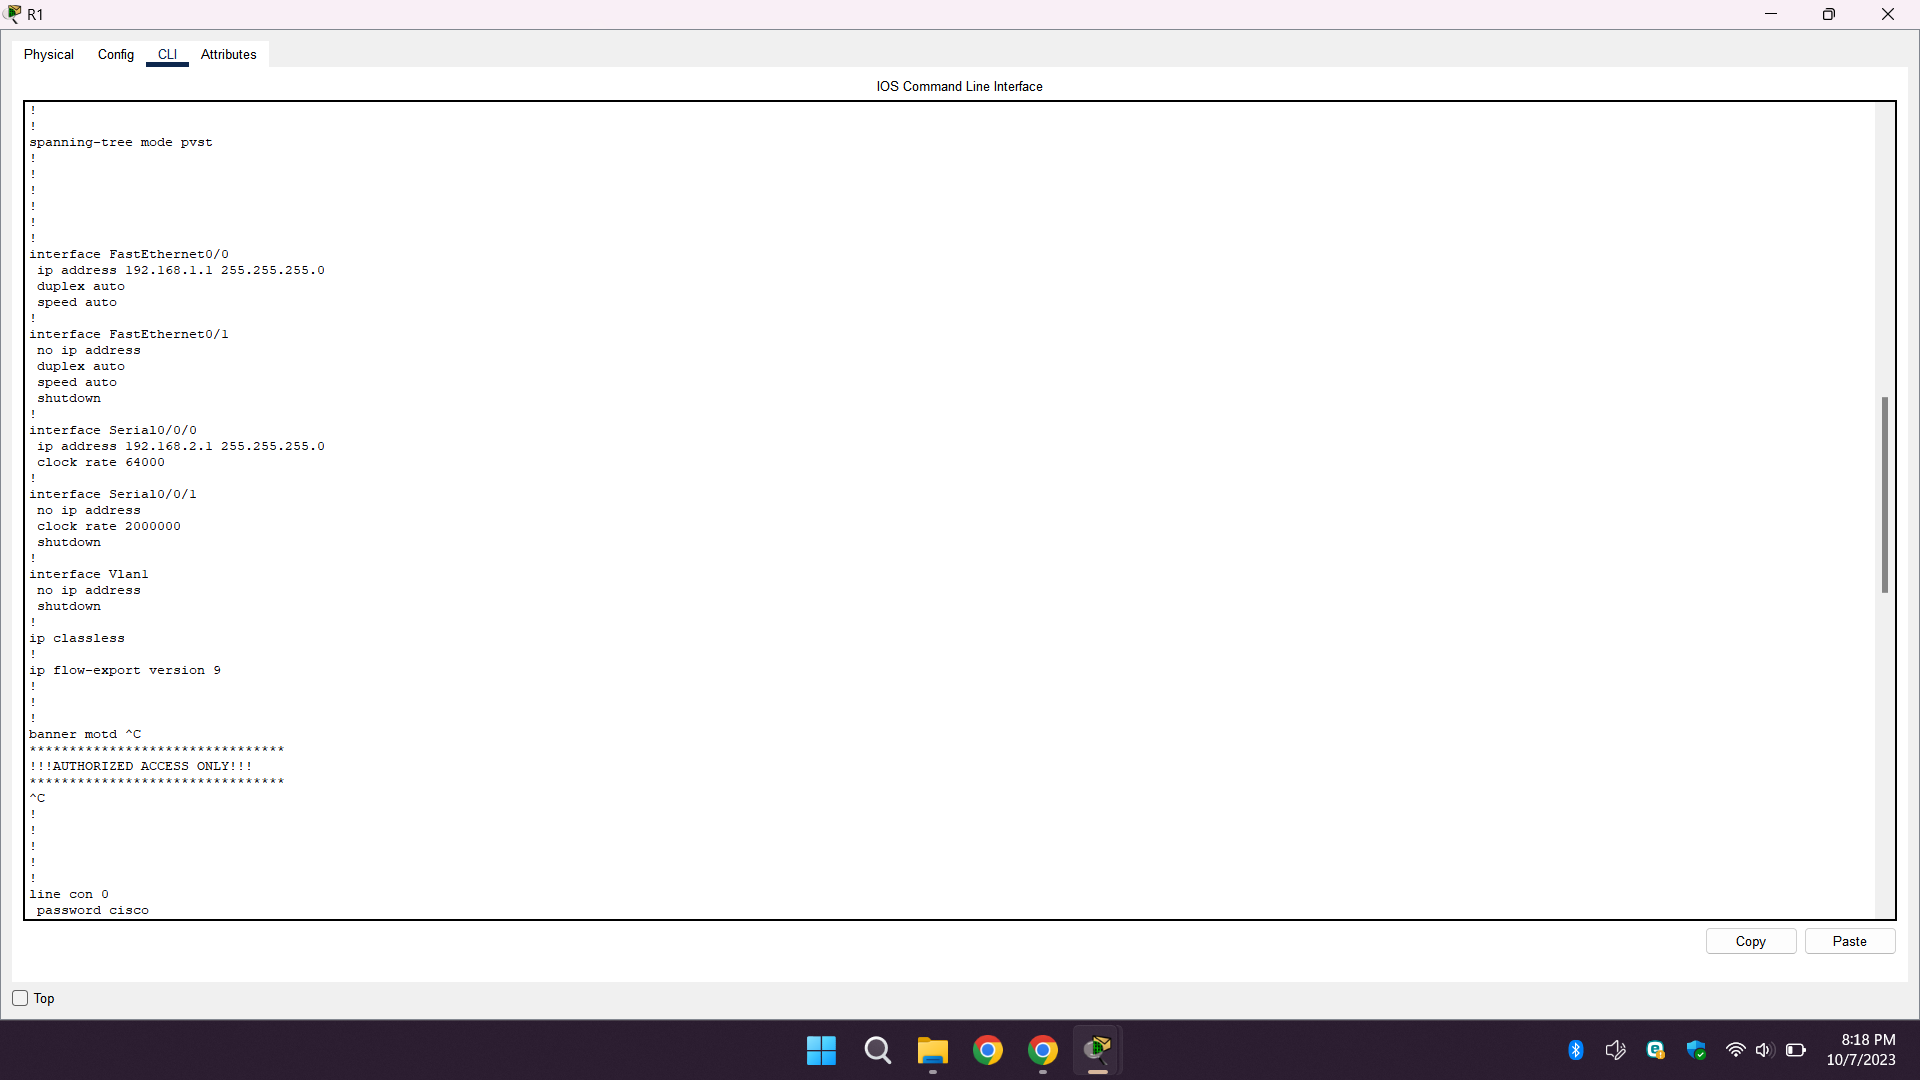 R1
Physical Config CLI Attributes
IOS Command Line Interface
!
!
spanning-tree mode pvst
!
!
!
!
!
!
interface FastEthernet0/0
ip address 192.168.1.1 255.255.255.0
duplex auto
speed auto
!
interface FastEthernet0/1
no ip address
duplex auto
speed auto
shutdown
!
interface Serial0/0/0
ip address 192.168.2.1 255.255.255.0
clock rate 64000
!
interface Serial0/0/1
no ip address
clock rate 2000000
shutdown
!
interface Vlan1
no ip address
shutdown
!
ip classless
!
ip flow-export version 9
!
!
!
banner motd ^C
********************************
!!!AUTHORIZED ACCESS ONLY!!!
********************************
^C
!
!
!
!
!
line con 0
password cisco
Copy Paste
Top
8:18 PM
10/7/2023